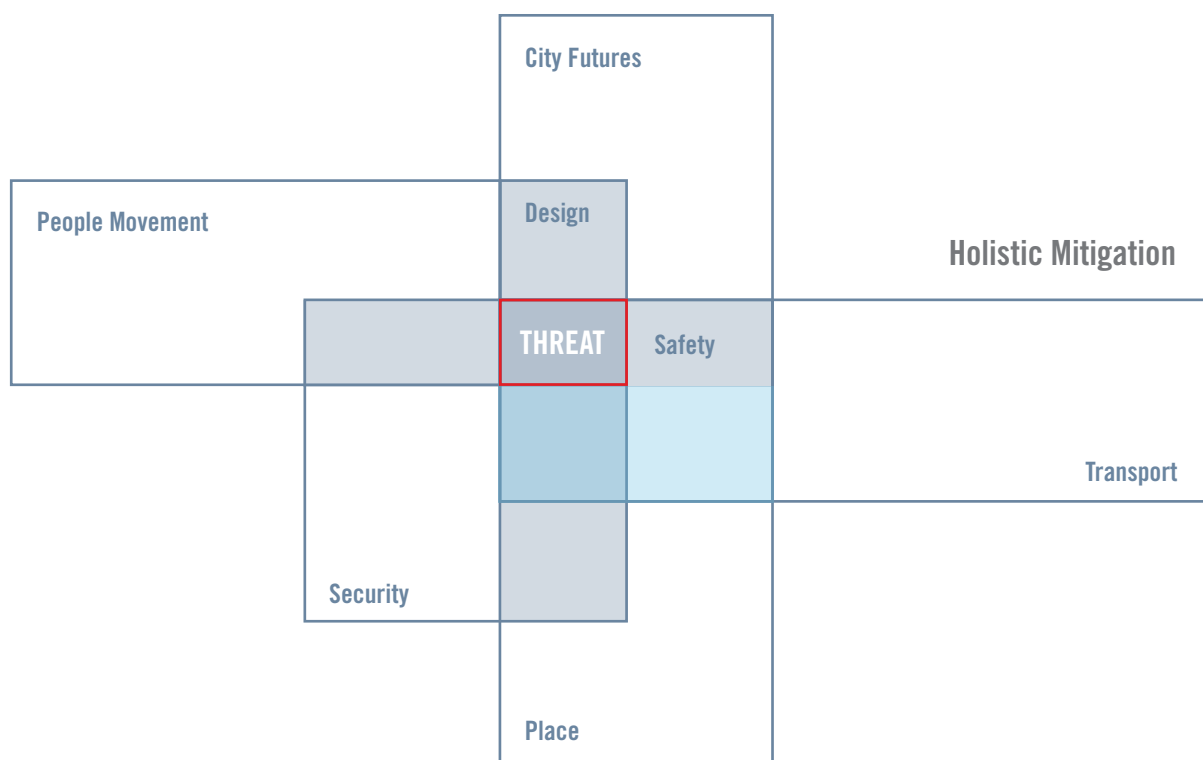 City Futures
People Movement
Design
Holistic Mitigation
THREAT
Safety
Transport
Security
Place